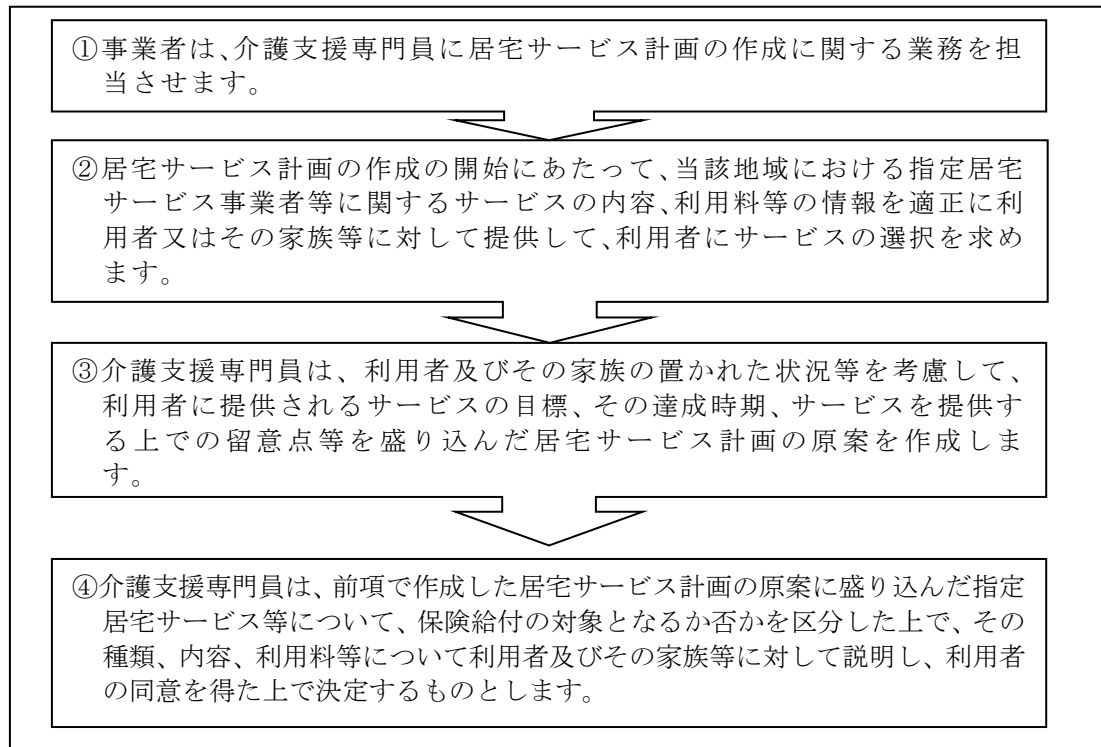 ①事業者は、介護支援専門員に居宅サービス計画の作成に関する業務を担
当させます。
②居宅サービス計画の作成の開始にあたって、当該地域における指定居宅
サービス事業者等に関するサービスの内容、利用料等の情報を適正に利
用者又はその家族等に対して提供して、利用者にサービスの選択を求め
ます。
③介護支援専門員は、利用者及びその家族の置かれた状況等を考慮して、
利用者に提供されるサービスの目標、その達成時期、サービスを提供す
る上での留意点等を盛り込んだ居宅サービス計画の原案を作成しま
す。
④介護支援専門員は、前項で作成した居宅サービス計画の原案に盛り込んだ指定
居宅サービス等について、保険給付の対象となるか否かを区分した上で、その
種類、内容、利用料等について利用者及びその家族等に対して説明し、利用者
の同意を得た上で決定するものとします。